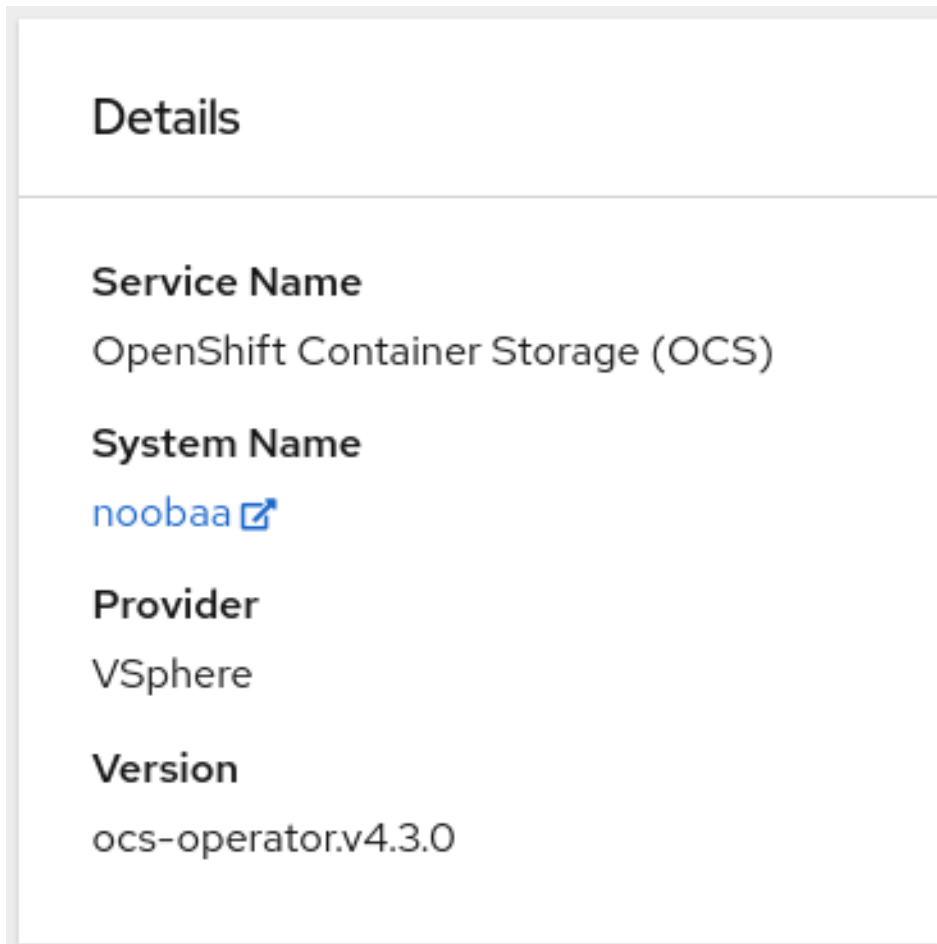 Details
Service Name
OpenShift Container Storage (OCS)
System Name
noobaa
Provider
VSphere
Version
ocs-operator.v4.3.0